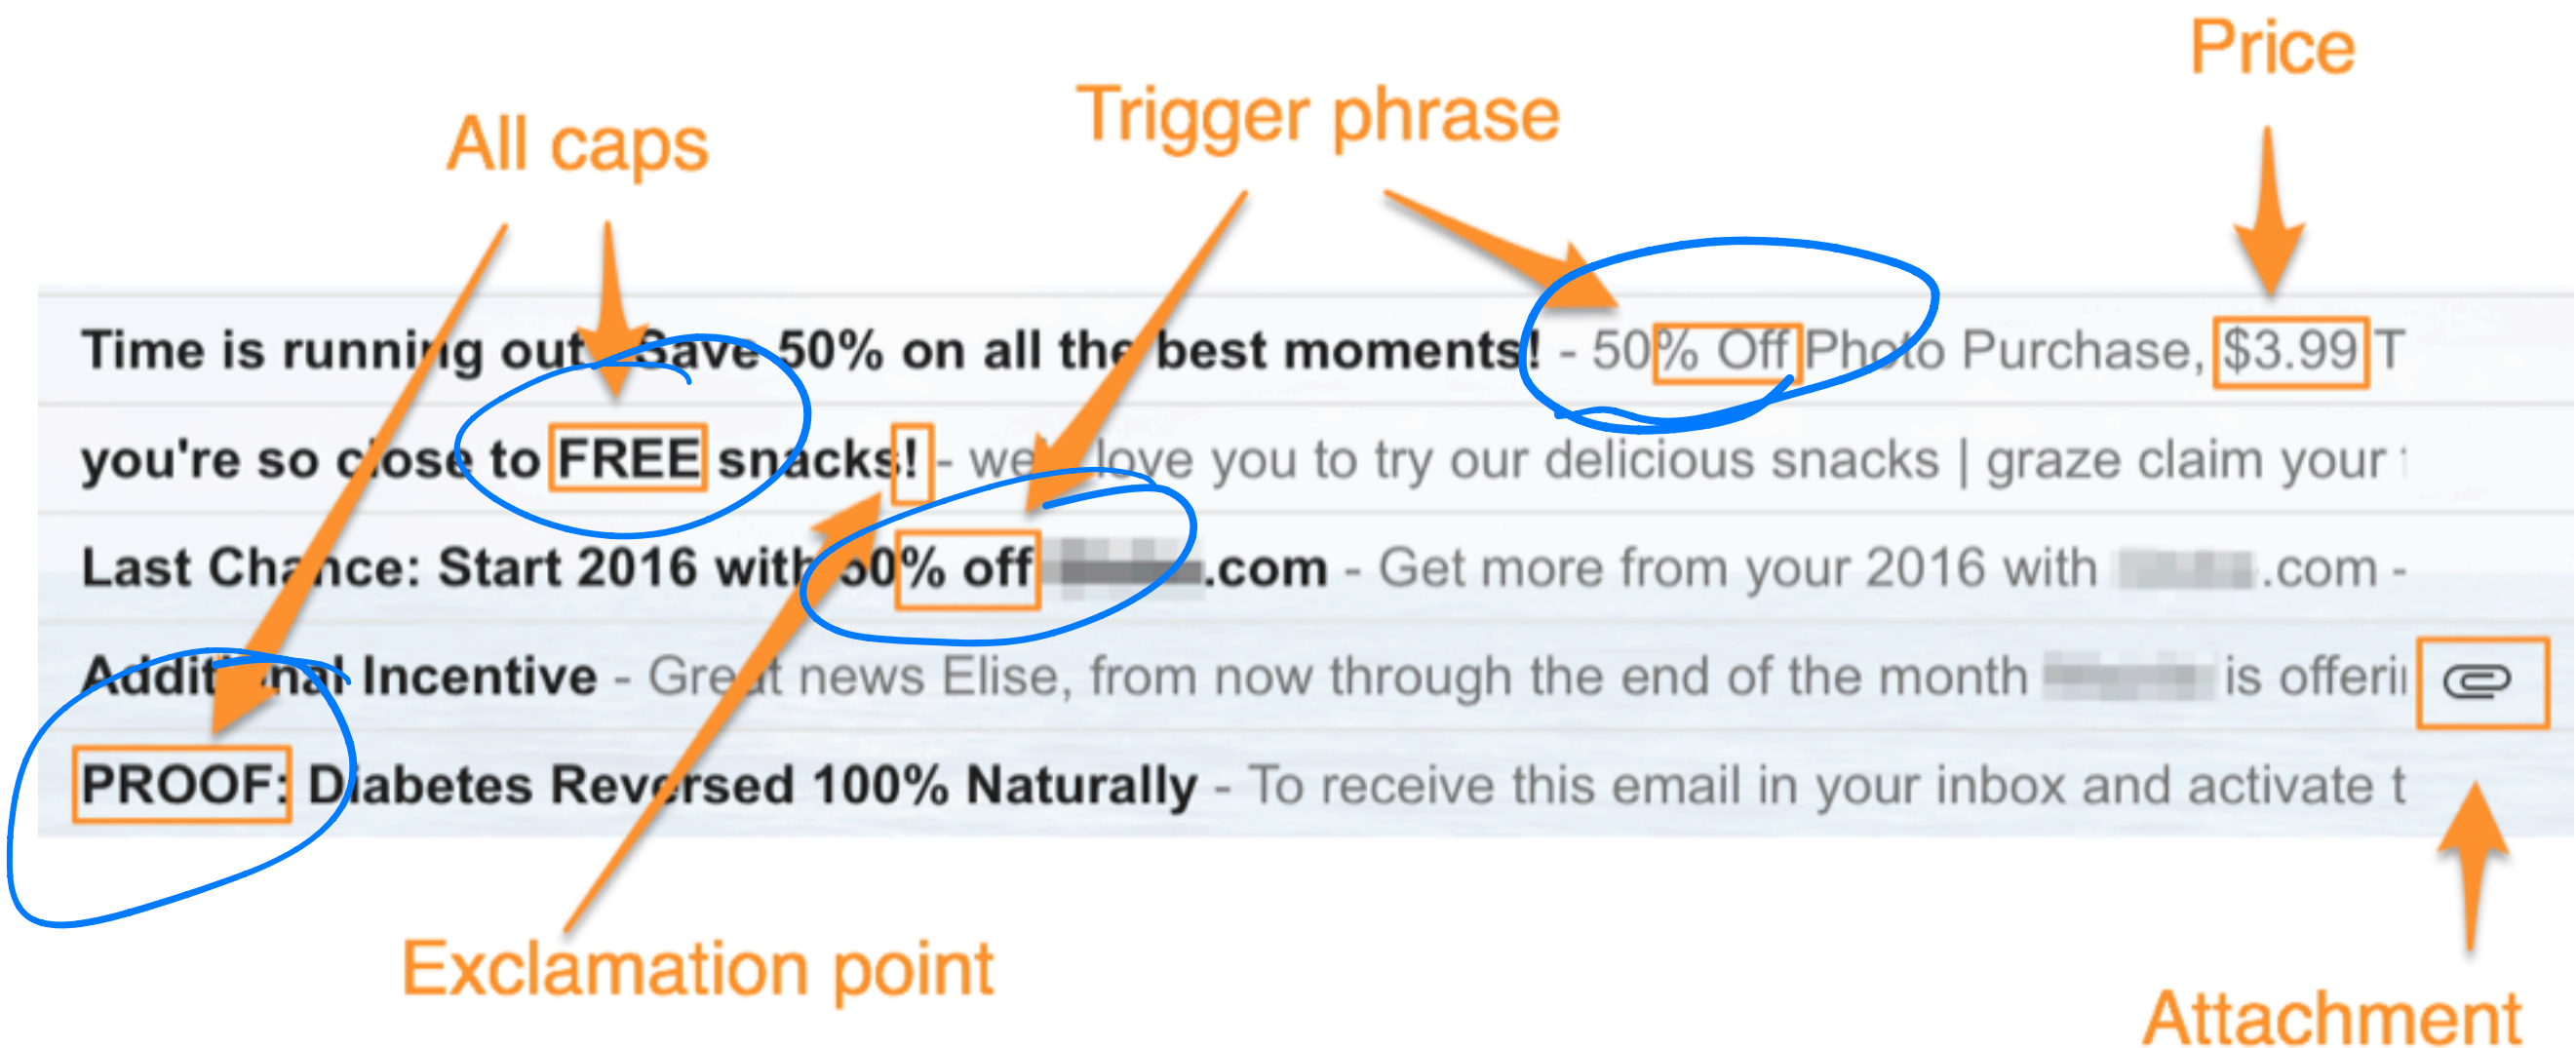 Price
Trigger phrase
All caps
Time is running out Save 50% on all the best moments! - 50% Off Photo Purchase, $3.99 T
you're so close to FREE snacks! - we love you to try our delicious snacks | graze claim your
Last Chance: Start 2016 with 50% off .com - Get more from your 2016 with .com -
Additional Incentive - Great news Elise, from now through the end of the month is offeri
PROOF: Diabetes Reversed 100% Naturally - To receive this email in your inbox and activate t
Exclamation point
Attachment